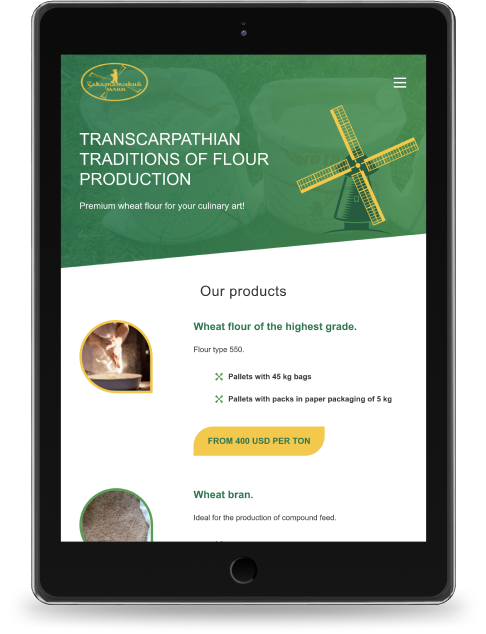 TRANSCARPATHIAN
TRADITIONS OF FLOUR
PRODUCTION
Premium wheat flour for your culinary art!
Our products
Wheat flour of the highest grade.
Flour type 550.
Pallets with 45 kg bags
Pallets with packs in paper packaging of 5 kg
FROM 400 USD PER TON
Wheat bran.
Ideal for the production of compound feed.